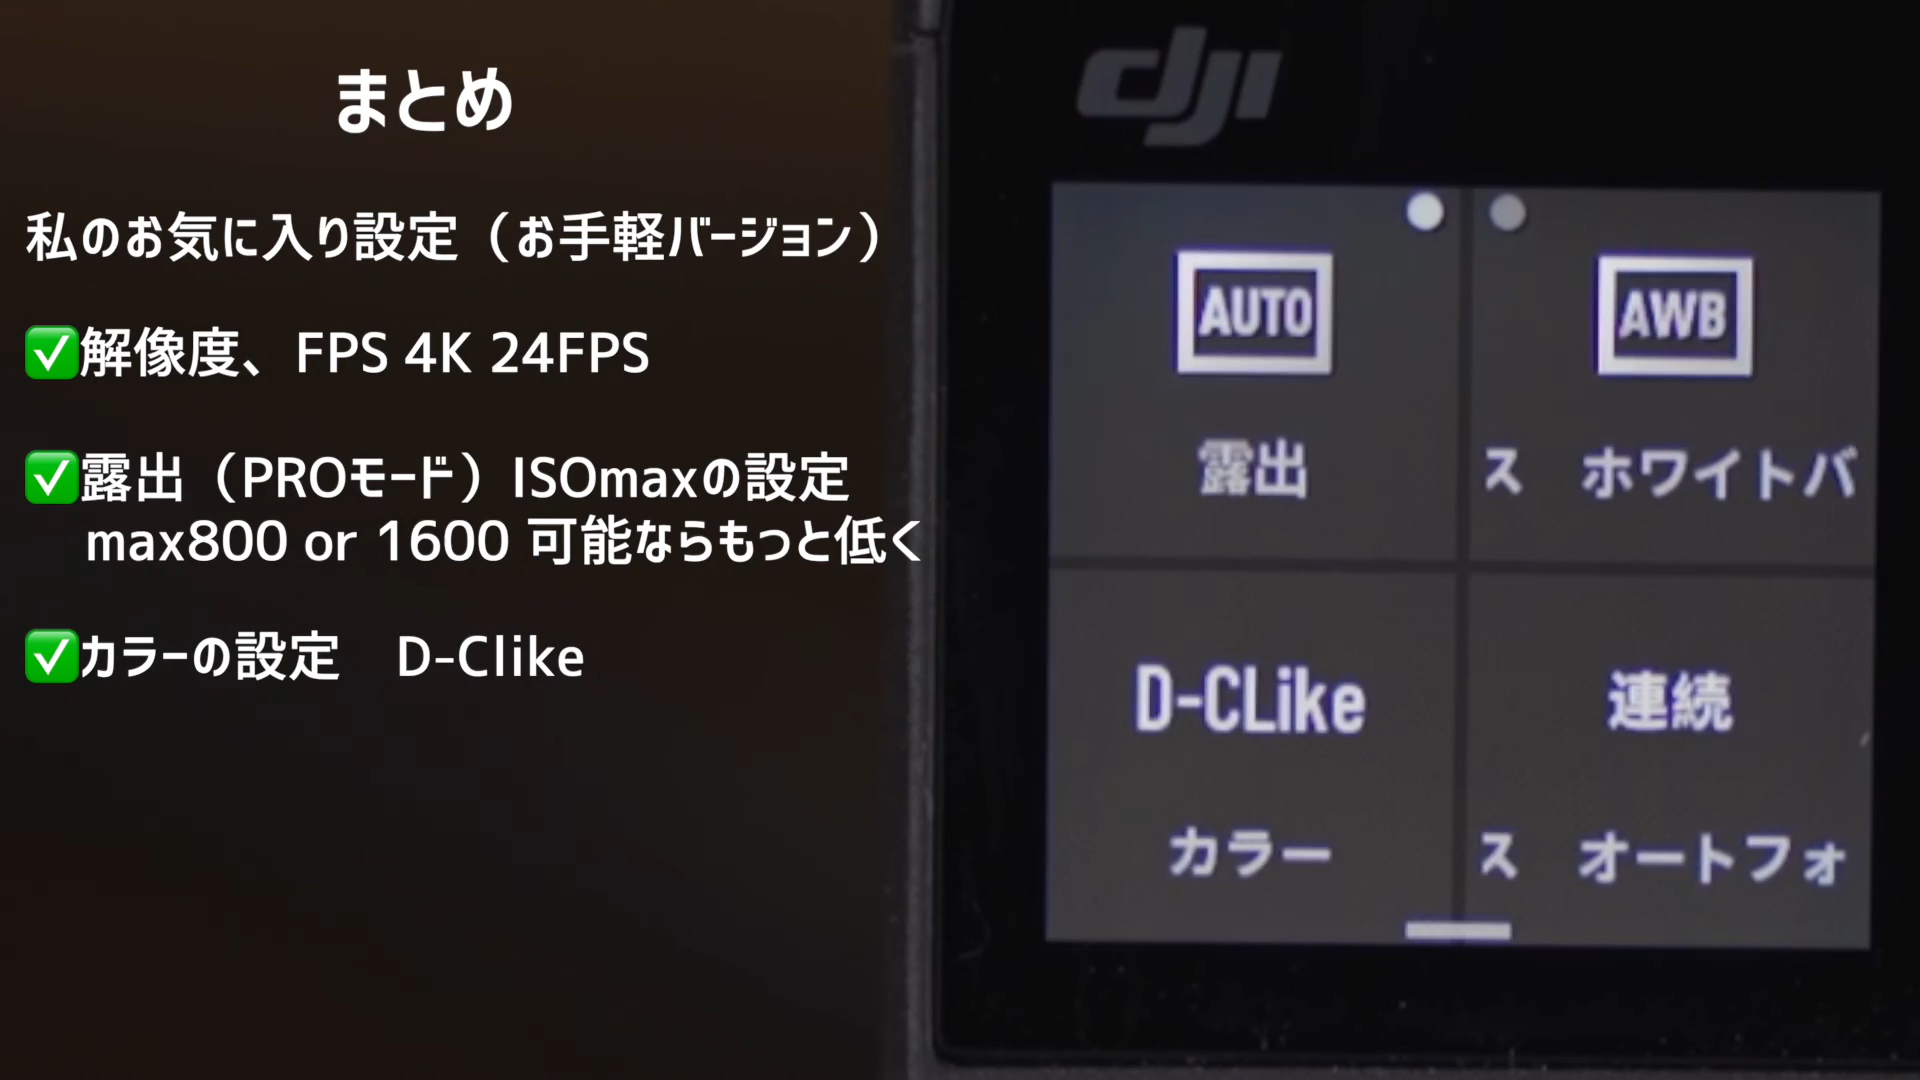 まとめ
私のお気に入り設定（お手軽バージョン）
✅解像度、FPS 4K 24FPS
✅露出（PROモード）ISOmaxの設定
max800 or 1600 可能ならもっと低く
✅カラーの設定　D-Clike
dji
AUTO
露出
AWB
ス　ホワイトバ
D-CLike
カラー
連続
ス　オートフォ